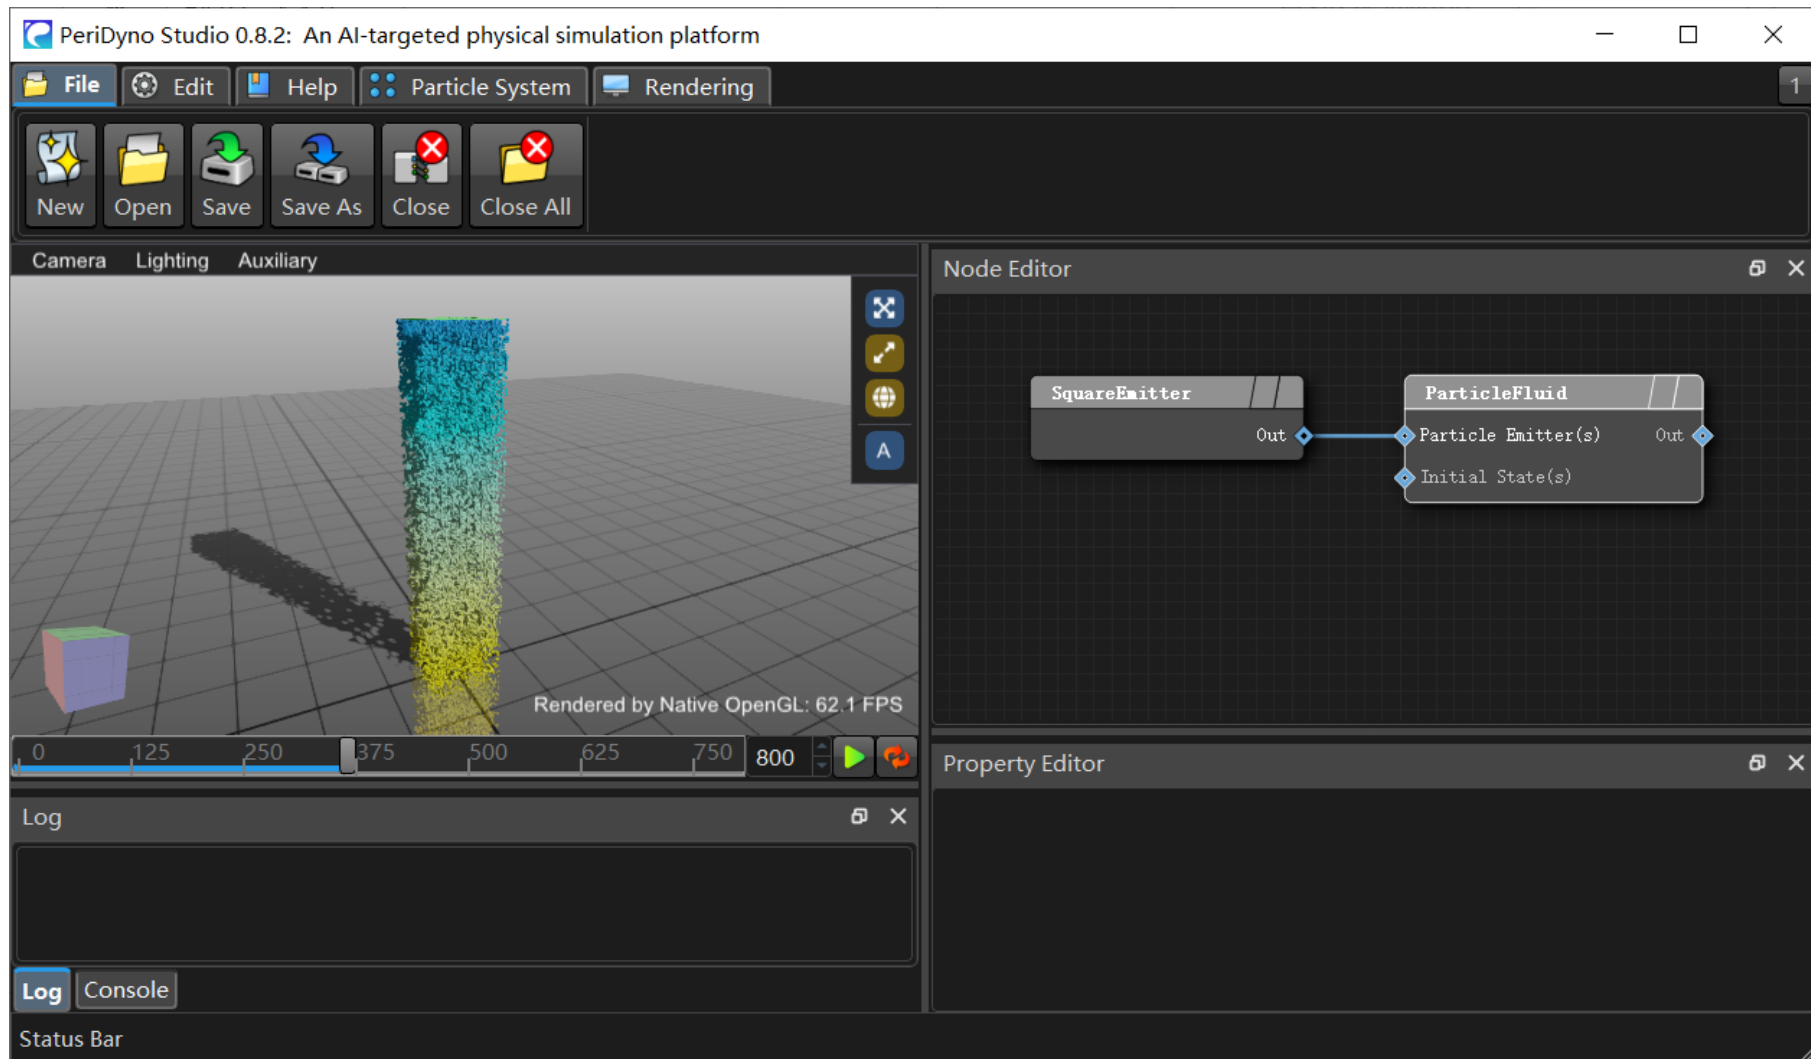 PeriDyno Studio 0.8.2: An AI-targeted physical simulation platform
File Edit Help Particle System Rendering 1
New Open Save Save As Close Close All
Camera Lighting Auxiliary
A
Rendered by Native OpenGL: 62.1 FPS
0 125 250 375 500 625 750 800
Log
Log Console
Node Editor
SquareEmitter
Out
ParticleFluid
Particle Emitter(s) Out
Initial State(s)
Property Editor
Status Bar